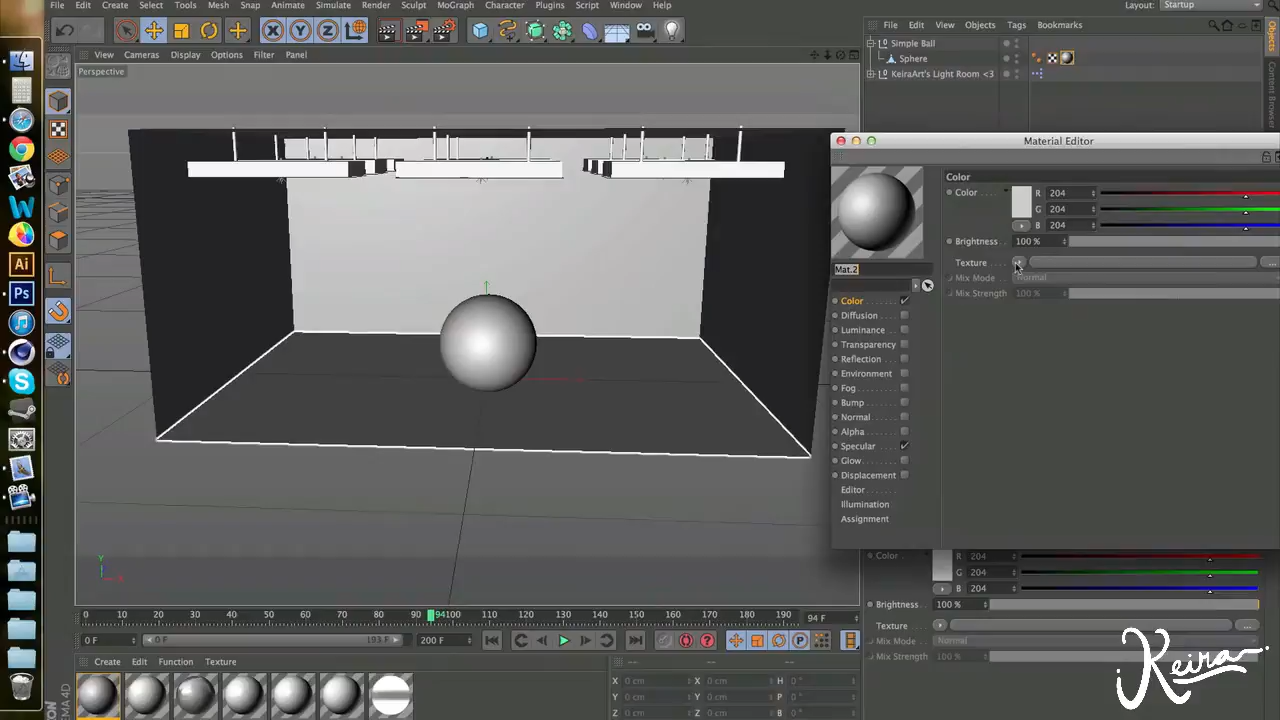 File Edit Create Select Tools Mesh Snap Animate Simulate Render Sculpt MoGraph Character Plugins Script Window Help
Layout: Startup
File Edit View Objects Tags Bookmarks
View Cameras Display Options Filter Panel
Perspective
Simple Ball
Sphere
KeiraArt's Light Room <3
Objects
Content Browser
Material Editor
Color
Color R 204
G 204
B 204
Brightness 100 %
Texture ...
Mix Mode Normal
Mix Strength 100 %
Mat.2
Color
Diffusion
Luminance
Transparency
Reflection
Environment
Fog
Bump
Normal
Alpha
Specular
Glow
Displacement
Editor
Illumination
Assignment
X Y Z
W
Ai
Ps
Y
X
Color R 204
G 204
B 204
Brightness 100 %
Texture ...
Mix Mode Normal
Mix Strength 100 %
0 10 20 30 40 50 60 70 80 90 94 100 110 120 130 140 150 160 170 180 190 94 F
0 F 0 F 193 F 200 F
P
Create Edit Function Texture
-- -- --
X 0 cm X 0 cm H 0 °
Y 0 cm Y 0 cm P 0 °
Z 0 cm Z 0 cm B 0 °
iKeira